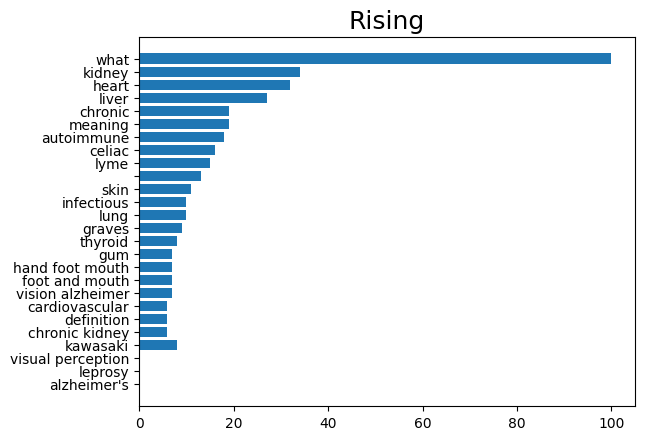 Rising
what
kidney
heart
liver
chronic
meaning
autoimmune
celiac
lyme
skin
infectious
lung
graves
thyroid
gum
hand foot mouth
foot and mouth
vision alzheimer
cardiovascular
definition
chronic kidney
kawasaki
visual perception
leprosy
alzheimer's
0 20 40 60 80 100